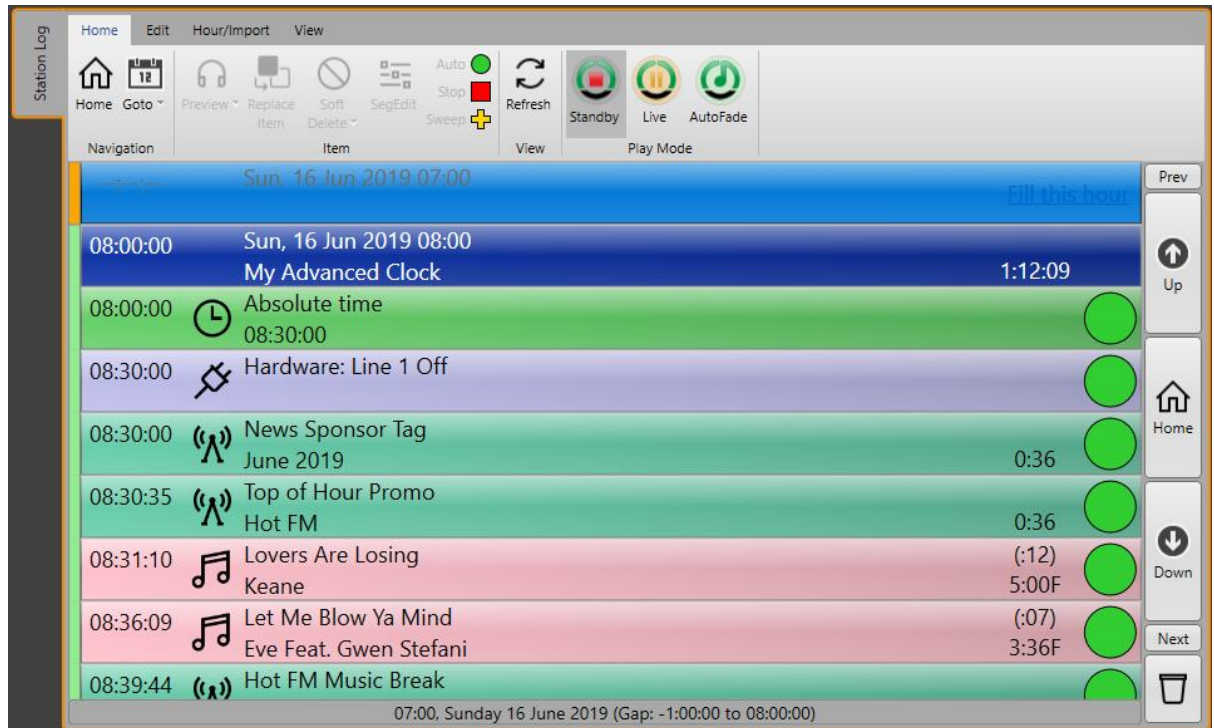 Station Log
Home Edit Hour/Import View
Home Goto Preview Replace Item Soft Delete SegEdit Auto Stop Sweep Refresh Standby Live AutoFade
12
Navigation Item View Play Mode
Sun, 16 Jun 2019 07:00
Fill this hour
Prev
08:00:00 Sun, 16 Jun 2019 08:00
My Advanced Clock 1:12:09
Up
08:00:00 Absolute time
08:30:00
08:30:00 Hardware: Line 1 Off
Home
08:30:00 News Sponsor Tag
June 2019 0:36
08:30:35 Top of Hour Promo
Hot FM 0:36
08:31:10 Lovers Are Losing (:12)
Keane 5:00F
Down
08:36:09 Let Me Blow Ya Mind (:07)
Eve Feat. Gwen Stefani 3:36F
Next
08:39:44 Hot FM Music Break
07:00, Sunday 16 June 2019 (Gap: -1:00:00 to 08:00:00)